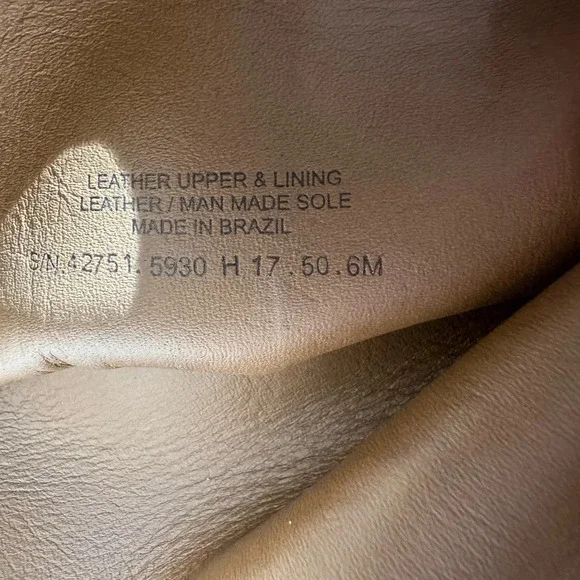 LEATHER UPPER & LINING
LEATHER / MAN MADE SOLE
MADE IN BRAZIL
S/N.42751.5930 H 17.50.6M